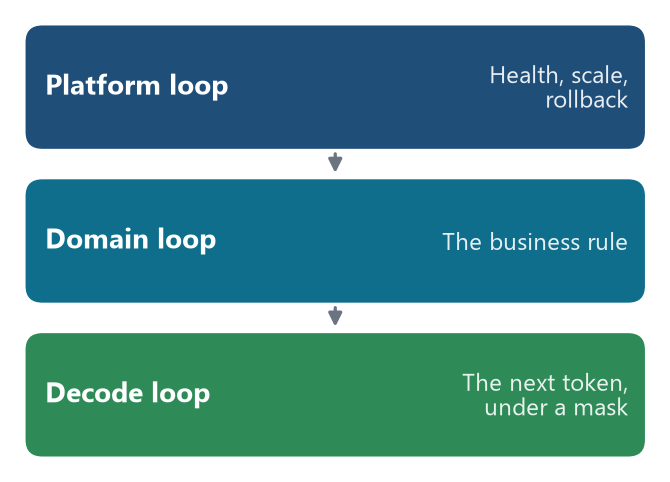 Platform loop
Health, scale,
rollback
Domain loop
The business rule
Decode loop
The next token,
under a mask